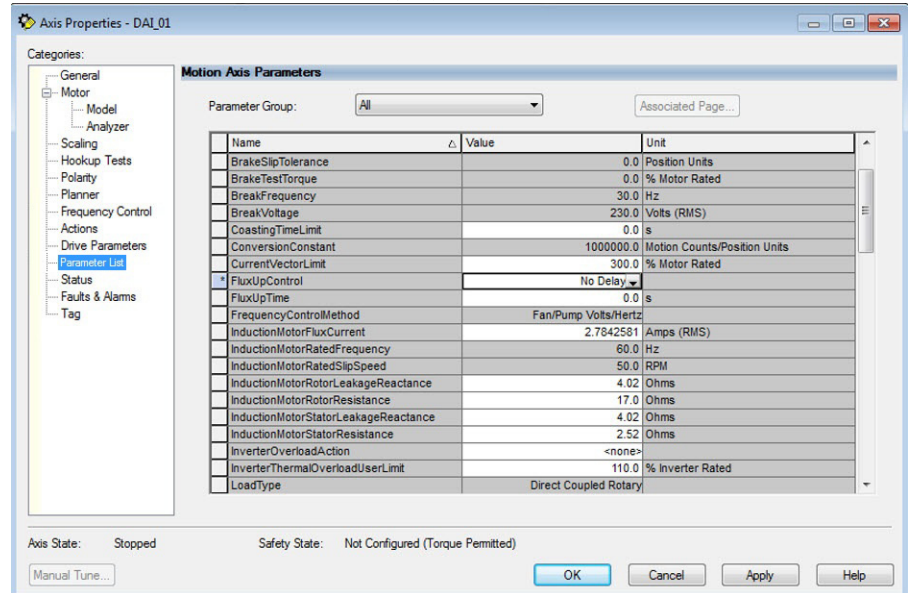 Axis Properties - DAI_01
Categories:
General
Motor
Model
Analyzer
Scaling
Hookup Tests
Polarity
Planner
Frequency Control
Actions
Drive Parameters
Parameter List
Status
Faults & Alarms
Tag
Motion Axis Parameters
Parameter Group: All Associated Page...
Name Value Unit
BrakeSlipTolerance 0.0 Position Units
BrakeTestTorque 0.0 % Motor Rated
BreakFrequency 30.0 Hz
BreakVoltage 230.0 Volts (RMS)
CoastingTimeLimit 0.0 s
ConversionConstant 1000000.0 Motion Counts/Position Units
CurrentVectorLimit 300.0 % Motor Rated
* FluxUpControl No Delay
FluxUpTime 0.0 s
FrequencyControlMethod Fan/Pump Volts/Hertz
InductionMotorFluxCurrent 2.7842581 Amps (RMS)
InductionMotorRatedFrequency 60.0 Hz
InductionMotorRatedSlipSpeed 50.0 RPM
InductionMotorRotorLeakageReactance 4.02 Ohms
InductionMotorRotorResistance 17.0 Ohms
InductionMotorStatorLeakageReactance 4.02 Ohms
InductionMotorStatorResistance 2.52 Ohms
InverterOverloadAction <none>
InverterThermalOverloadUserLimit 110.0 % Inverter Rated
LoadType Direct Coupled Rotary
Axis State: Stopped Safety State: Not Configured (Torque Permitted)
Manual Tune... OK Cancel Apply Help